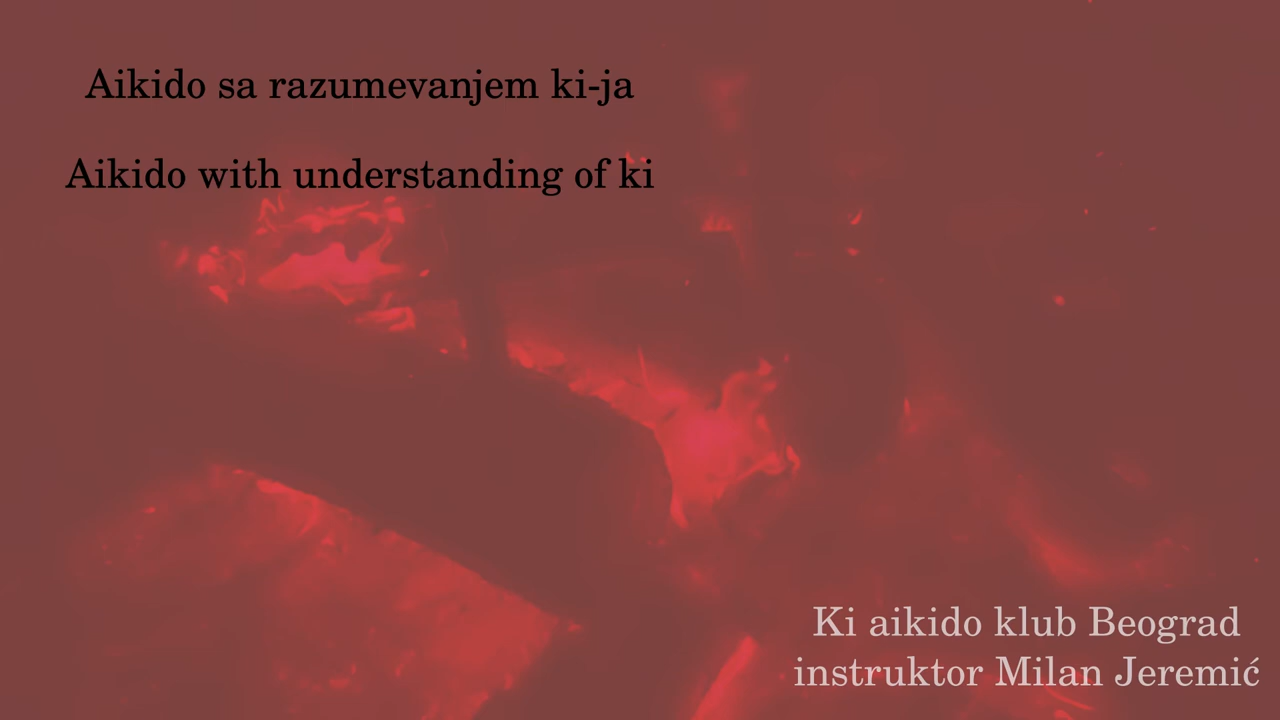 Aikido sa razumevanjem ki-ja
Aikido with understanding of ki
Ki aikido klub Beograd
instruktor Milan Jeremić